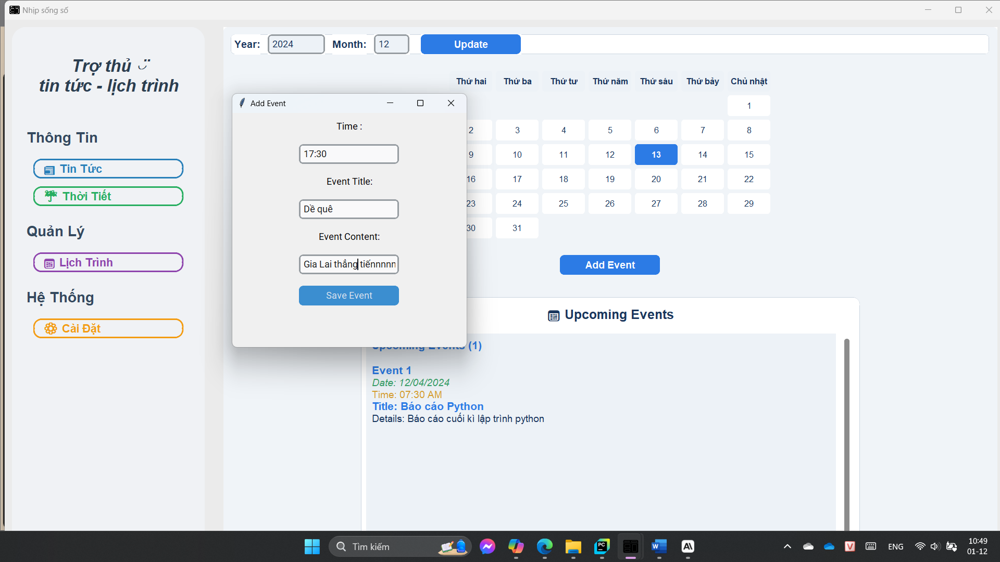 Nhịp sống số
Trợ thủ
tin tức - lịch trình
Thông Tin
Tin Tức
Thời Tiết
Quản Lý
Lịch Trình
Hệ Thống
Cài Đặt
Year: 2024 Month: 12 Update
Thứ hai Thứ ba Thứ tư Thứ năm Thứ sáu Thứ bảy Chủ nhật
1
2 3 4 5 6 7 8
9 10 11 12 13 14 15
16 17 18 19 20 21 22
23 24 25 26 27 28 29
30 31
Add Event
Add Event
Time :
17:30
Event Title:
Dề quê
Event Content:
Gia Lai thẳng tiếnnnnn
Save Event
Upcoming Events
Upcoming Events (1)
Event 1
Date: 12/04/2024
Time: 07:30 AM
Title: Báo cáo Python
Details: Báo cáo cuối kì lập trình python
Tìm kiếm
PC
W
A\
V
ENG
10:49
01-12